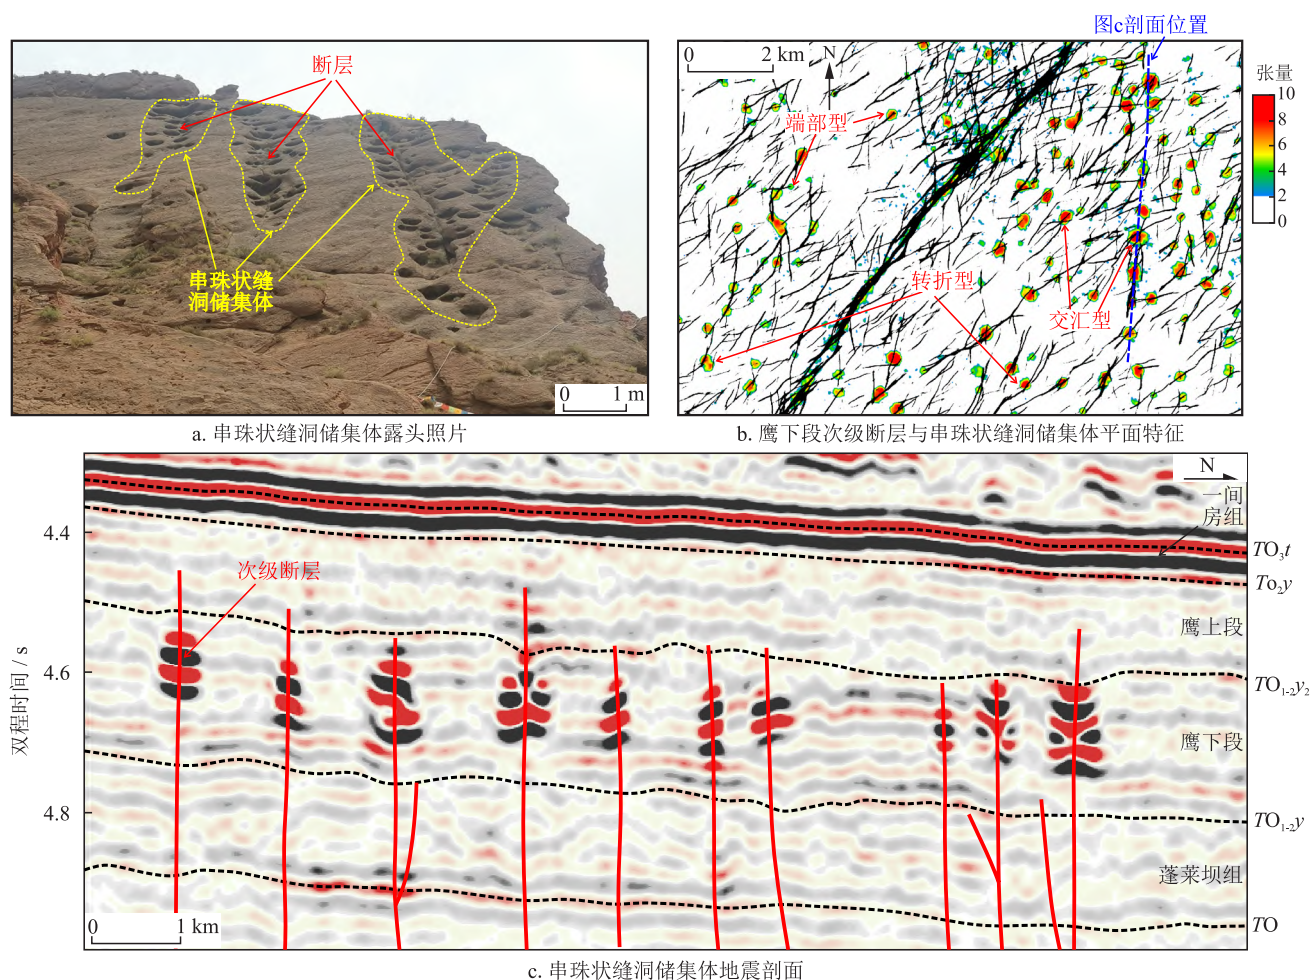 图c剖面位置
断层
串珠状缝
洞储集体
0 1 m
a. 串珠状缝洞储集体露头照片
0 2 km
N
端部型
转折型
交汇型
张量
10
8
6
4
2
0
b. 鹰下段次级断层与串珠状缝洞储集体平面特征
N
一间
房组
次级断层
鹰上段
鹰下段
蓬莱坝组
TO₃t
To₂y
TO₁₋₂y₂
TO₁₋₂y
TO
双程时间 / s
4.4
4.6
4.8
0 1 km
c. 串珠状缝洞储集体地震剖面